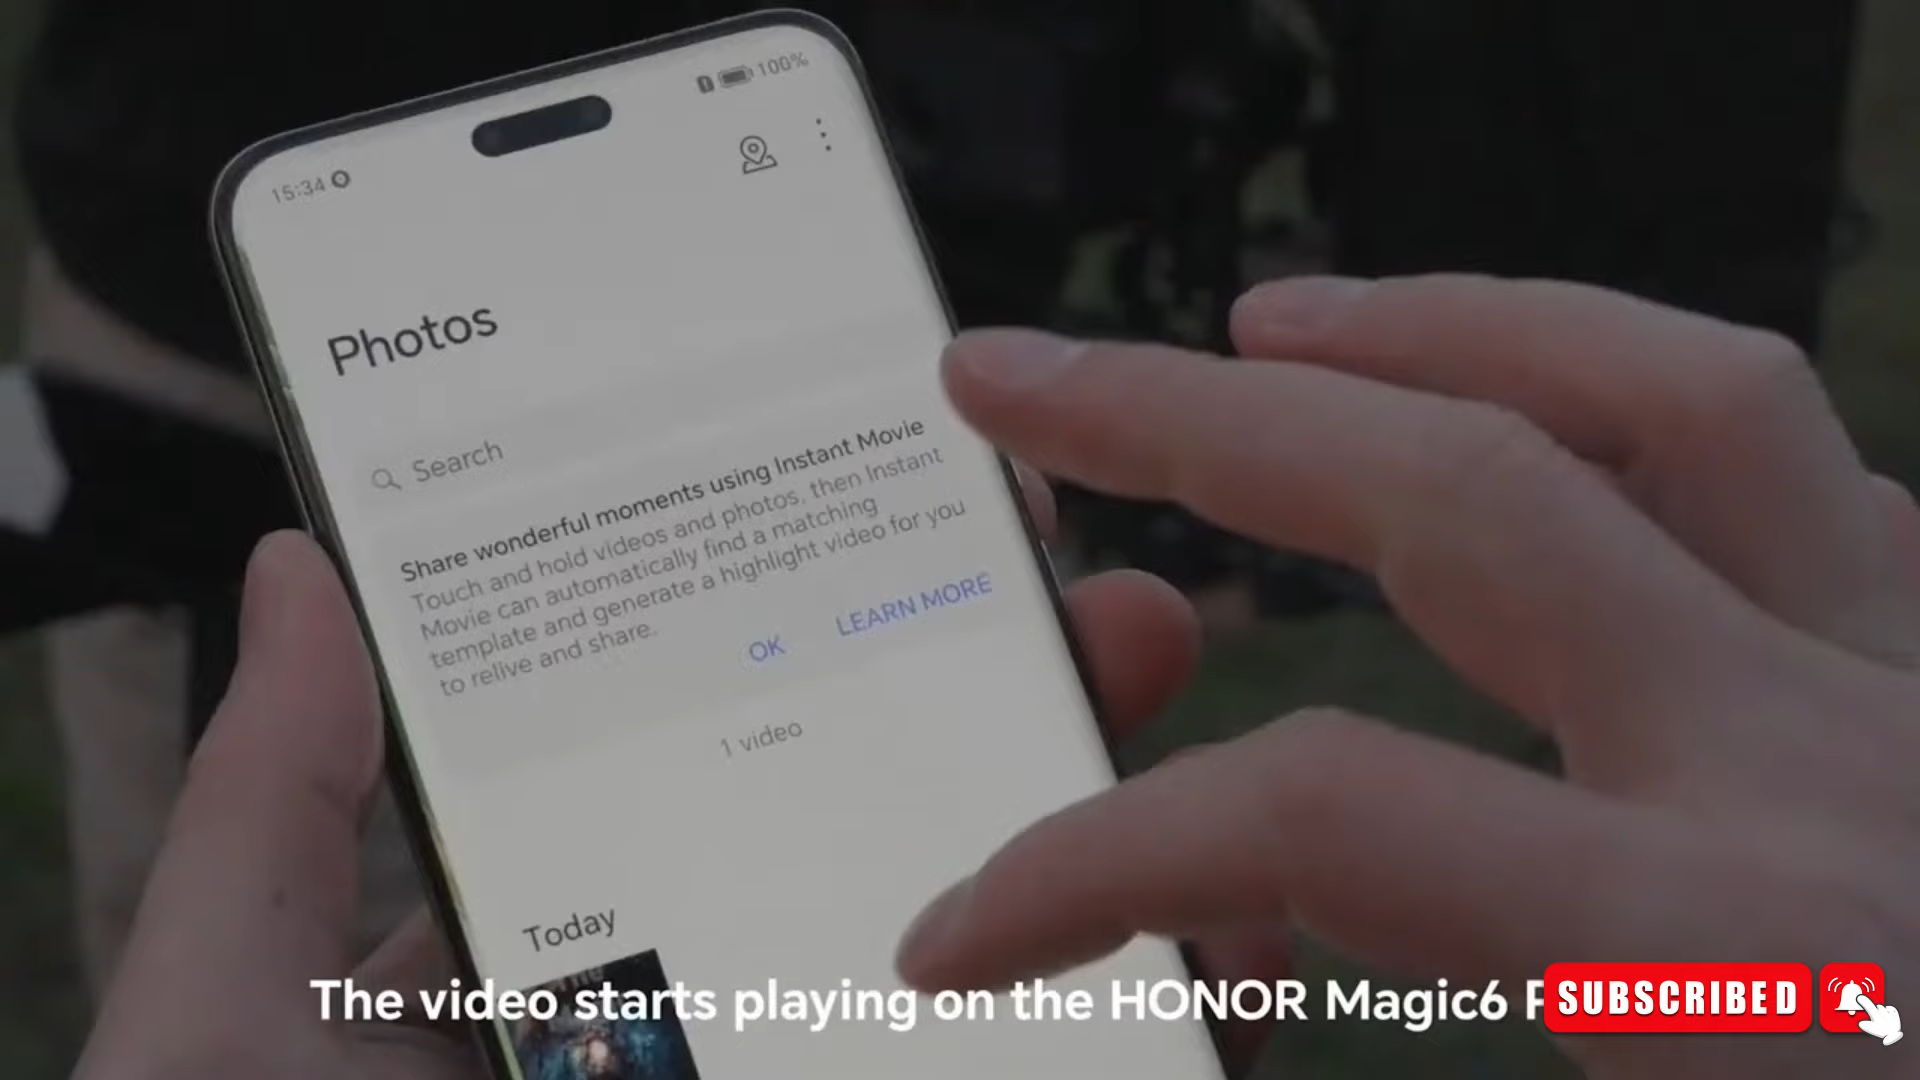 15:34
100%
Photos
Search
Share wonderful moments using Instant Movie
Touch and hold videos and photos, then Instant
Movie can automatically find a matching
template and generate a highlight video for you
to relive and share.
OK
LEARN MORE
1 video
Today
The video starts playing on the HONOR Magic6
SUBSCRIBED